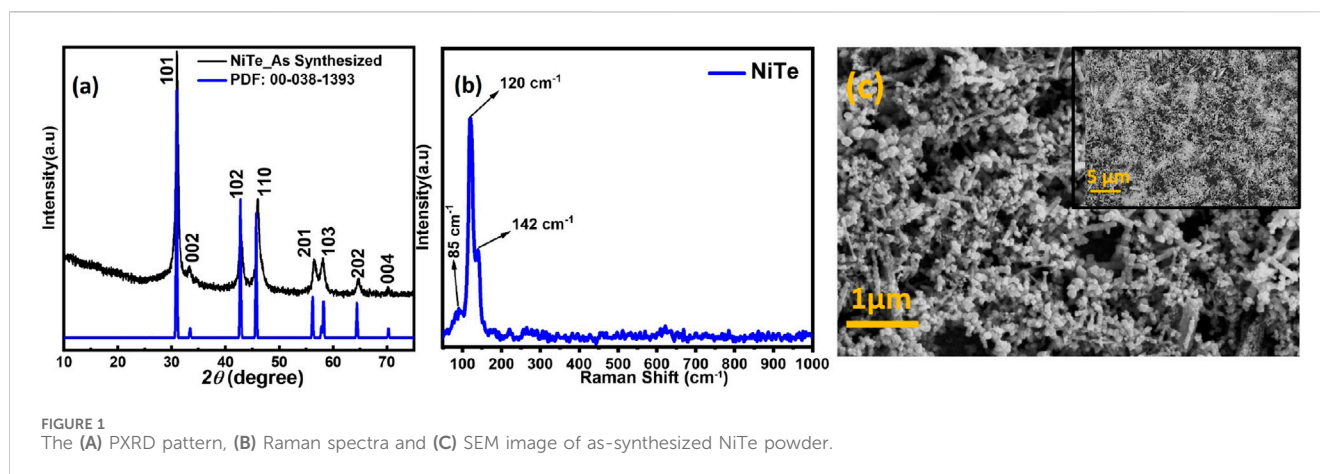 (a)
NiTe_As Synthesized
PDF: 00-038-1393
101
002
102
110
201
103
202
004
Intensity(a.u)
10 20 30 40 50 60 70
2θ (degree)
(b)
NiTe
120 cm⁻¹
142 cm⁻¹
85 cm⁻¹
Intensity(a.u)
100 200 300 400 500 600 700 800 900 1000
Raman Shift (cm⁻¹)
(c)
5 µm
1µm
FIGURE 1
The (A) PXRD pattern, (B) Raman spectra and (C) SEM image of as-synthesized NiTe powder.